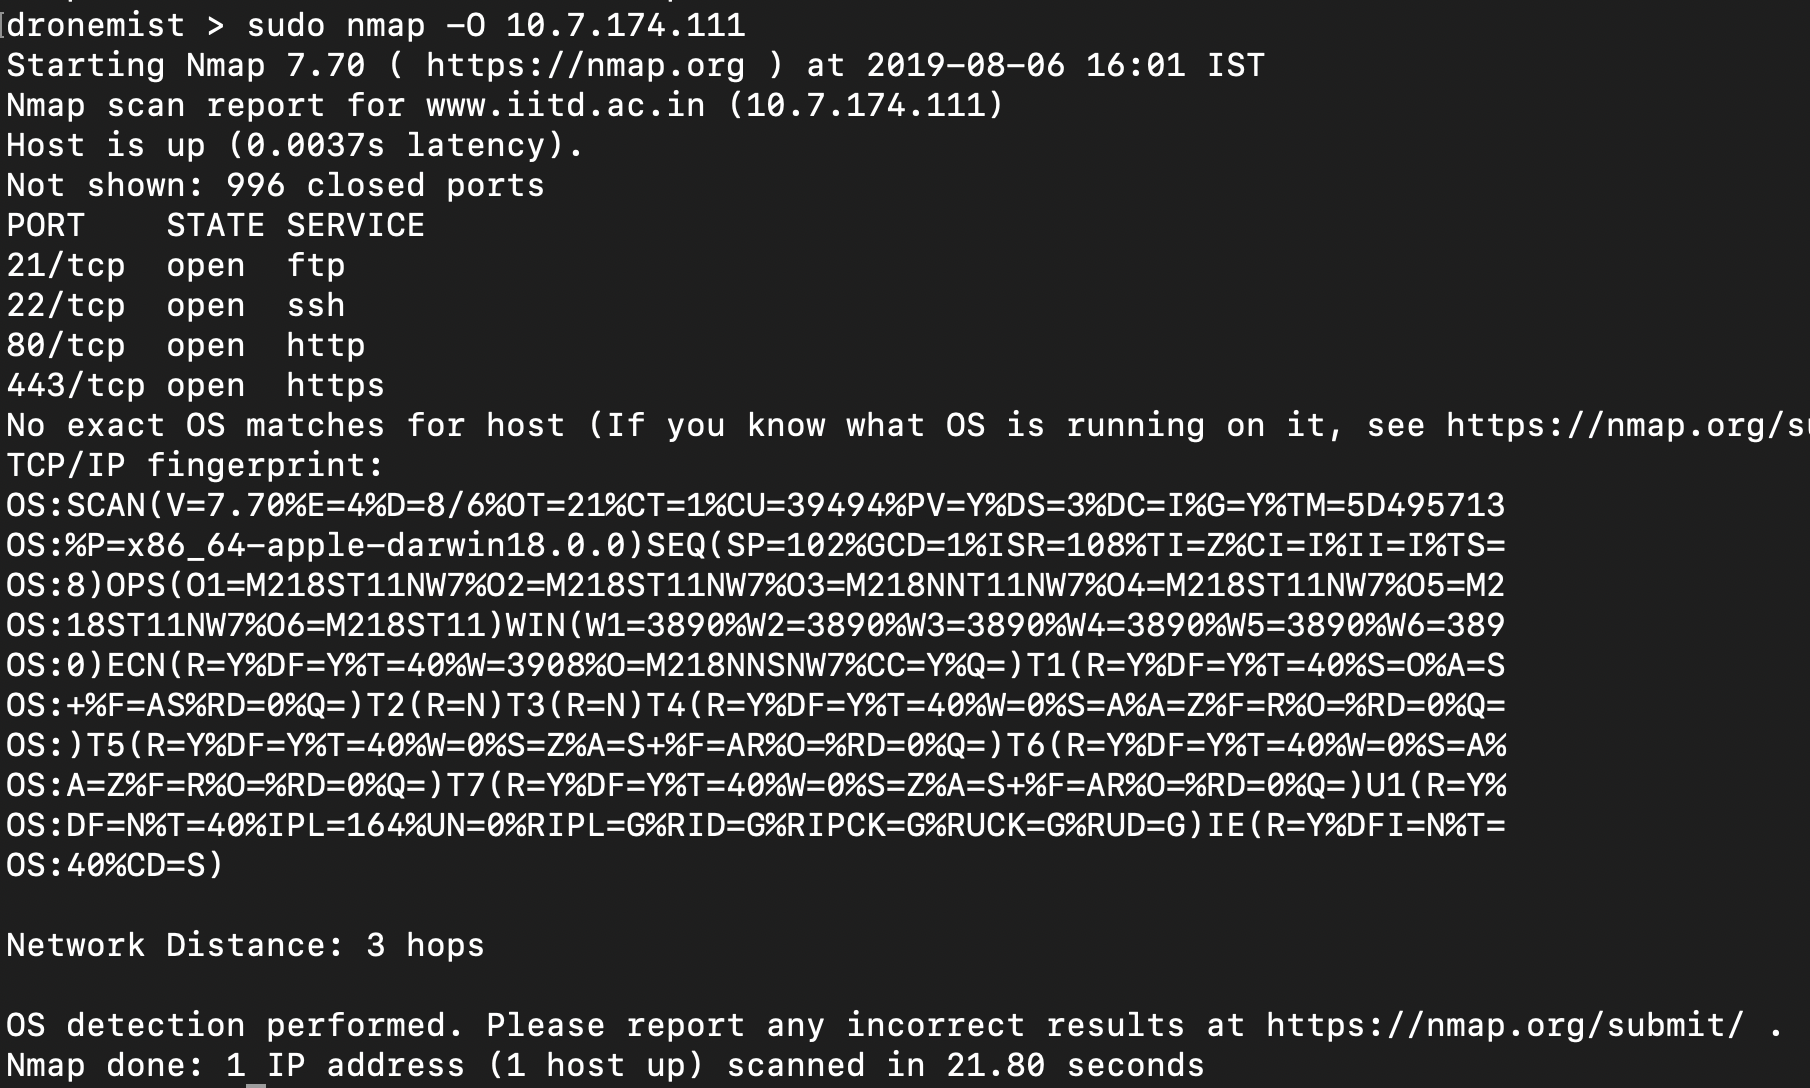 dronemist > sudo nmap -O 10.7.174.111
Starting Nmap 7.70 ( https://nmap.org ) at 2019-08-06 16:01 IST
Nmap scan report for www.iitd.ac.in (10.7.174.111)
Host is up (0.0037s latency).
Not shown: 996 closed ports
PORT    STATE SERVICE
21/tcp  open  ftp
22/tcp  open  ssh
80/tcp  open  http
443/tcp open  https
No exact OS matches for host (If you know what OS is running on it, see https://nmap.org/su
TCP/IP fingerprint:
OS:SCAN(V=7.70%E=4%D=8/6%OT=21%CT=1%CU=39494%PV=Y%DS=3%DC=I%G=Y%TM=5D495713
OS:%P=x86_64-apple-darwin18.0.0)SEQ(SP=102%GCD=1%ISR=108%TI=Z%CI=I%II=I%TS=
OS:8)OPS(O1=M218ST11NW7%O2=M218ST11NW7%O3=M218NNT11NW7%O4=M218ST11NW7%O5=M2
OS:18ST11NW7%O6=M218ST11)WIN(W1=3890%W2=3890%W3=3890%W4=3890%W5=3890%W6=389
OS:0)ECN(R=Y%DF=Y%T=40%W=3908%O=M218NNSNW7%CC=Y%Q=)T1(R=Y%DF=Y%T=40%S=O%A=S
OS:+%F=AS%RD=0%Q=)T2(R=N)T3(R=N)T4(R=Y%DF=Y%T=40%W=0%S=A%A=Z%F=R%O=%RD=0%Q=
OS:)T5(R=Y%DF=Y%T=40%W=0%S=Z%A=S+%F=AR%O=%RD=0%Q=)T6(R=Y%DF=Y%T=40%W=0%S=A%
OS:A=Z%F=R%O=%RD=0%Q=)T7(R=Y%DF=Y%T=40%W=0%S=Z%A=S+%F=AR%O=%RD=0%Q=)U1(R=Y%
OS:DF=N%T=40%IPL=164%UN=0%RIPL=G%RID=G%RIPCK=G%RUCK=G%RUD=G)IE(R=Y%DFI=N%T=
OS:40%CD=S)
Network Distance: 3 hops
OS detection performed. Please report any incorrect results at https://nmap.org/submit/ .
Nmap done: 1 IP address (1 host up) scanned in 21.80 seconds